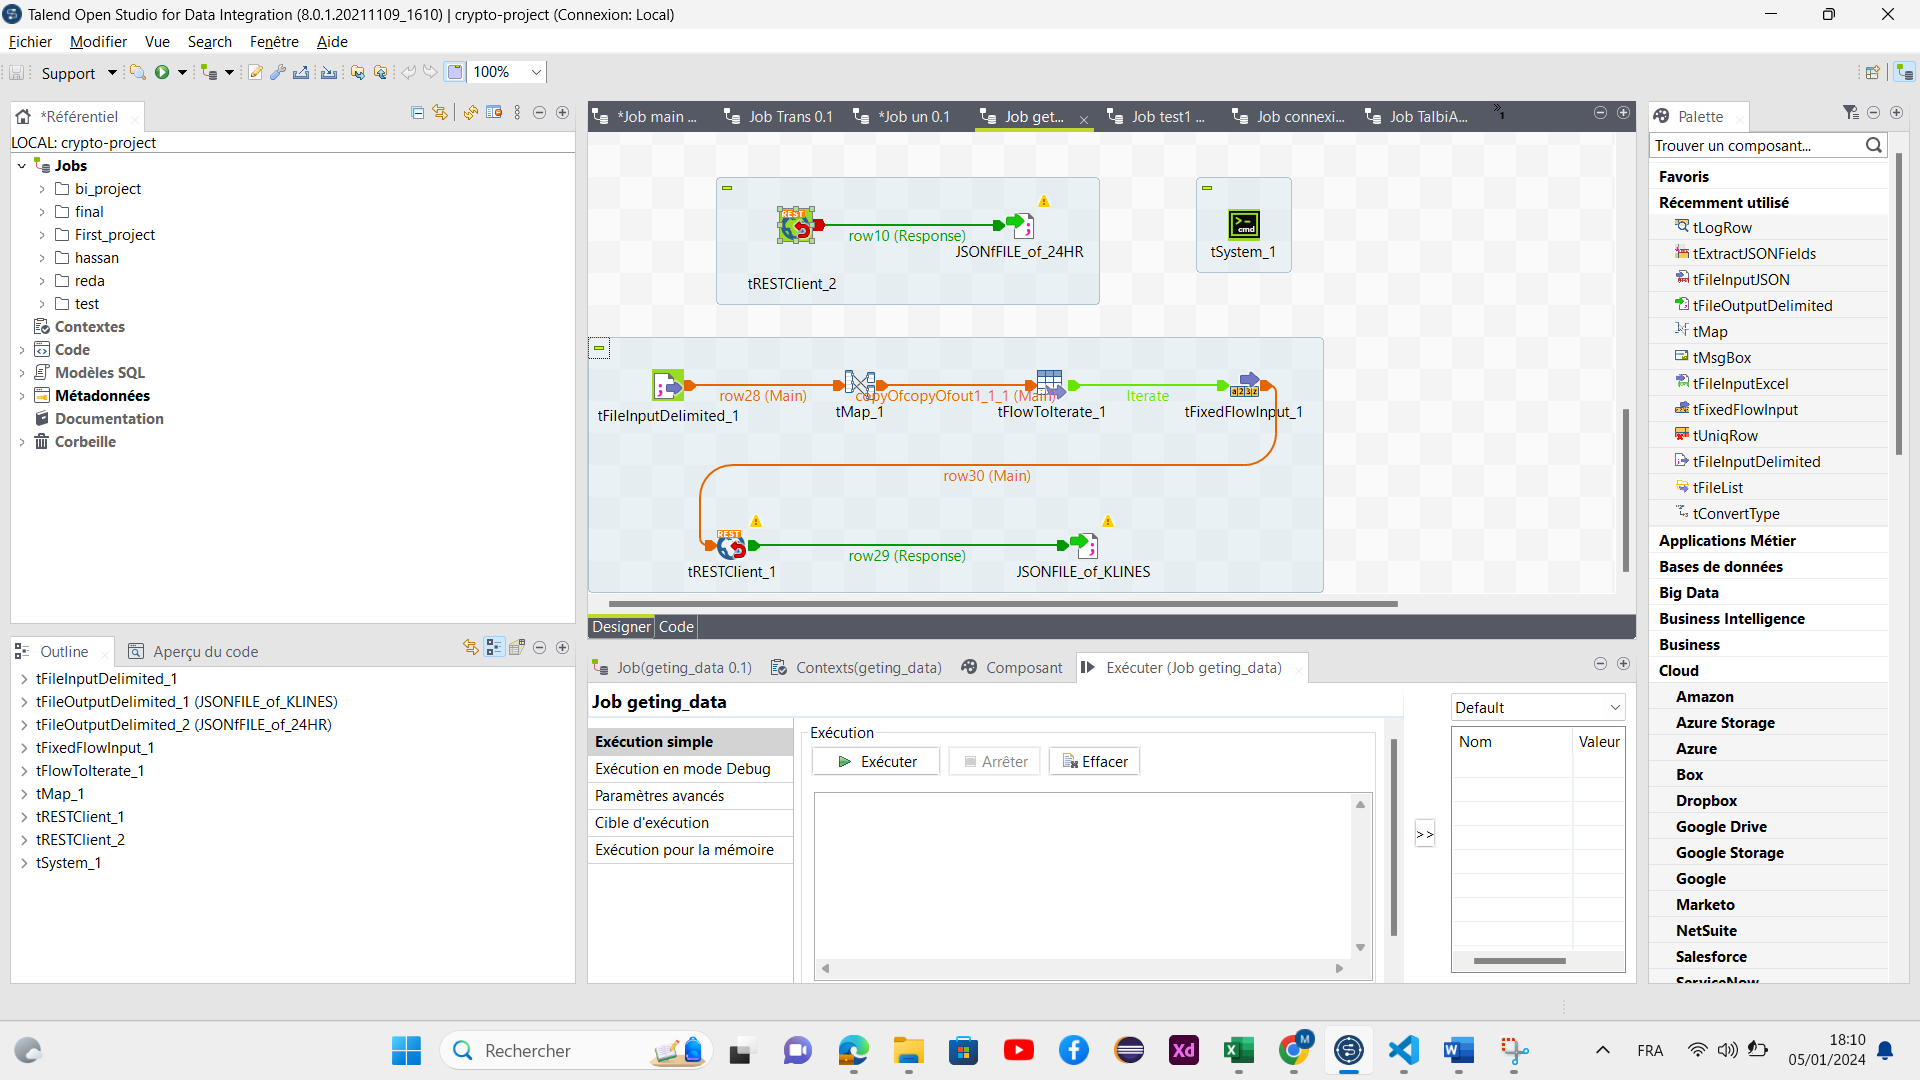 Talend Open Studio for Data Integration (8.0.1.20211109_1610) | crypto-project (Connexion: Local)
Fichier Modifier Vue Search Fenêtre Aide
Support 100%
*Référentiel
LOCAL: crypto-project
Jobs
bi_project
final
First_project
hassan
reda
test
Contextes
Code
Modèles SQL
Métadonnées
Documentation
Corbeille
Outline Aperçu du code
tFileInputDelimited_1
tFileOutputDelimited_1 (JSONFILE_of_KLINES)
tFileOutputDelimited_2 (JSONfFILE_of_24HR)
tFixedFlowInput_1
tFlowToIterate_1
tMap_1
tRESTClient_1
tRESTClient_2
tSystem_1
*Job main ... Job Trans 0.1 *Job un 0.1 Job get... Job test1 ... Job connexi... Job TalbiA... » 1
REST
row10 (Response)
JSONfFILE_of_24HR
tRESTClient_2
cmd
tSystem_1
row28 (Main)
copyOfcopyOfout1_1_1 (Main)
Iterate
tFileInputDelimited_1 tMap_1 tFlowToIterate_1 tFixedFlowInput_1
row30 (Main)
REST
row29 (Response)
tRESTClient_1 JSONFILE_of_KLINES
Designer Code
Job(geting_data 0.1) Contexts(geting_data) Composant Exécuter (Job geting_data)
Job geting_data
Exécution simple
Exécution en mode Debug
Paramètres avancés
Cible d'exécution
Exécution pour la mémoire
Exécution
Exécuter Arrêter Effacer
>>
Default
Nom Valeur
Palette
Trouver un composant...
Favoris
Récemment utilisé
tLogRow
tExtractJSONFields
tFileInputJSON
tFileOutputDelimited
tMap
tMsgBox
tFileInputExcel
tFixedFlowInput
tUniqRow
tFileInputDelimited
tFileList
tConvertType
Applications Métier
Bases de données
Big Data
Business Intelligence
Business
Cloud
Amazon
Azure Storage
Azure
Box
Dropbox
Google Drive
Google Storage
Google
Marketo
NetSuite
Salesforce
ServiceNow
Rechercher
Xd
M
FRA
18:10
05/01/2024